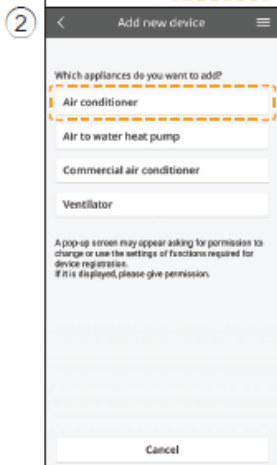 2
Add new device
Which appliances do you want to add?
Air conditioner
Air to water heat pump
Commercial air conditioner
Ventilator
A pop-up screen may appear asking for permission to
change or use the settings of functions required for
device registration.
If it is displayed, please give permission.
Cancel